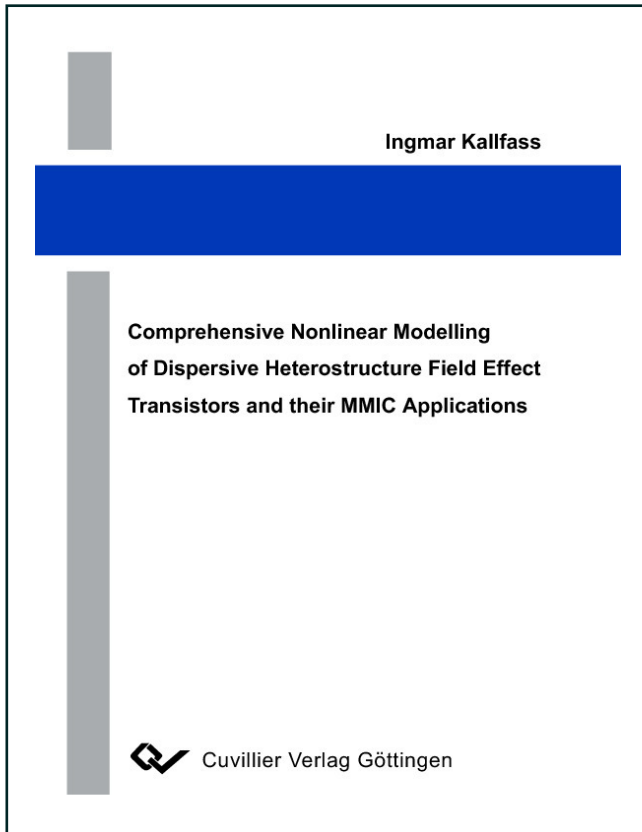 Ingmar Kallfass
Comprehensive Nonlinear Modelling
of Dispersive Heterostructure Field Effect
Transistors and their MMIC Applications
Cuvillier Verlag Göttingen